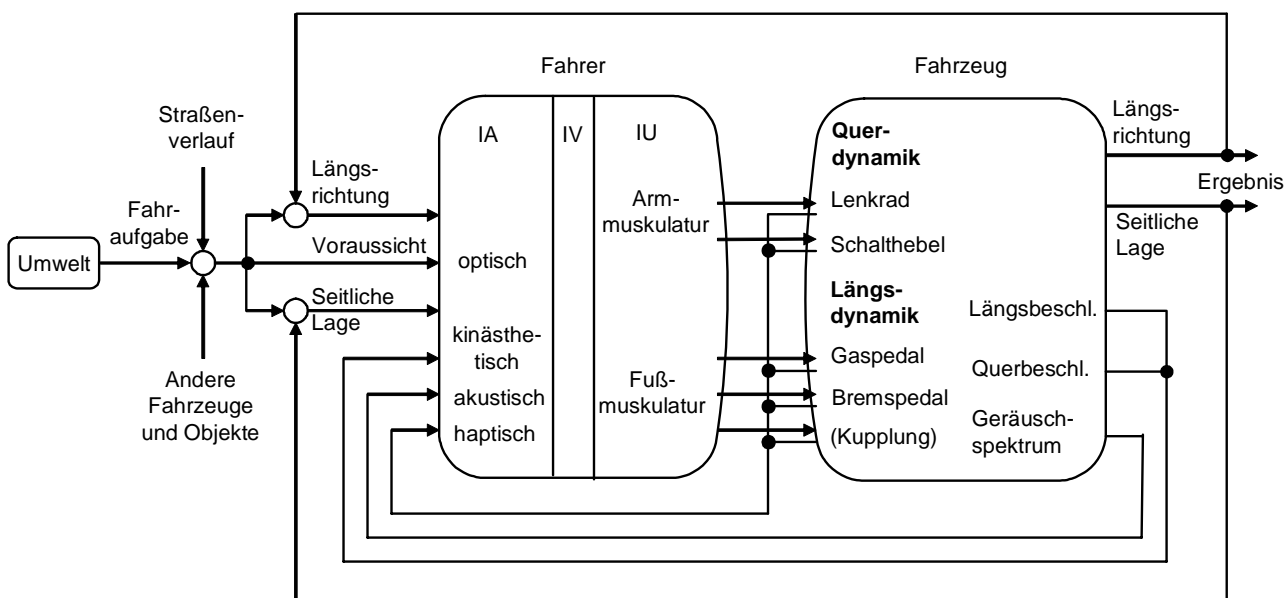 Fahrer
Fahrzeug
Straßen-
verlauf
IA
IV
IU
Quer-
dynamik
Längs-
richtung
Längs-
richtung
Fahr-
aufgabe
Arm-
muskulatur
Lenkrad
Ergebnis
Umwelt
Voraussicht
optisch
Schalthebel
Seitliche
Lage
Seitliche
Lage
Längs-
dynamik
Längsbeschl.
kinästhe-
tisch
Gaspedal
Querbeschl.
Andere
Fahrzeuge
und Objekte
akustisch
Fuß-
muskulatur
Bremspedal
haptisch
(Kupplung)
Geräusch-
spektrum